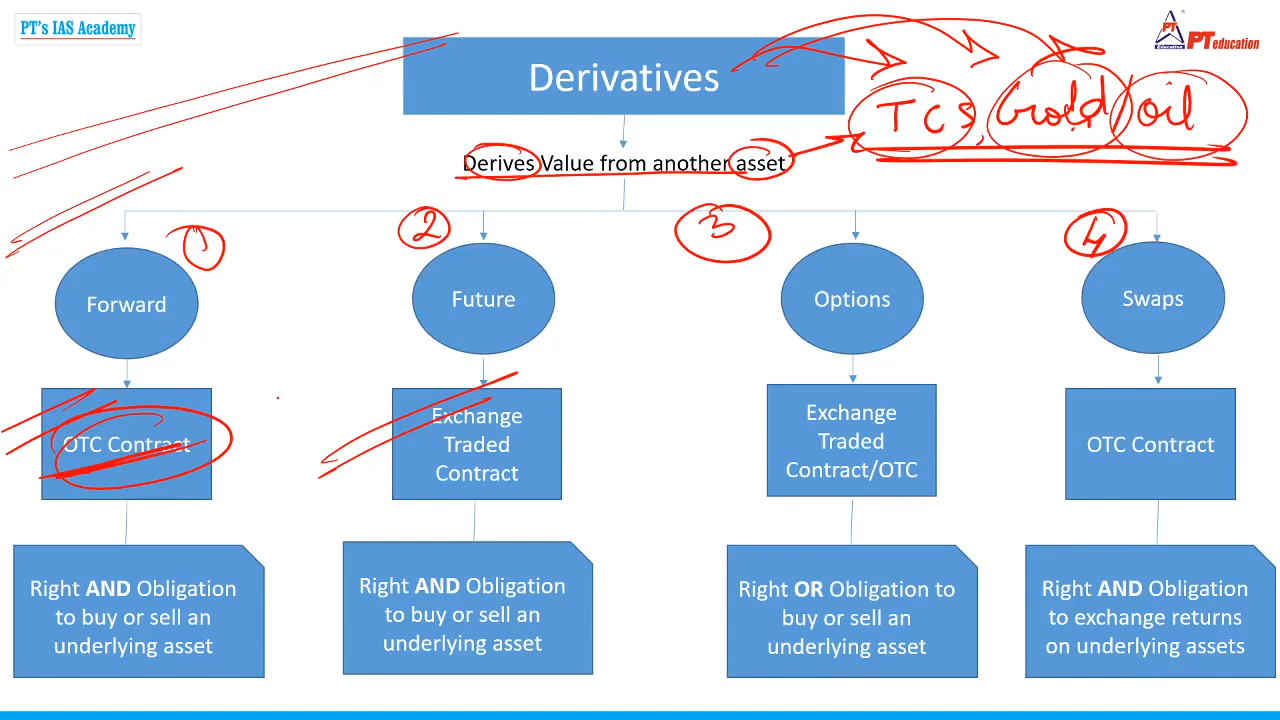 PT's IAS Academy
PT
Education
PT education
Derivatives
TCS, Gold / oil
Derives Value from another asset
1
2
3
4
Forward
Future
Options
Swaps
OTC Contract
Exchange
Traded
Contract
Exchange
Traded
Contract/OTC
OTC Contract
Right AND Obligation
to buy or sell an
underlying asset
Right AND Obligation
to buy or sell an
underlying asset
Right OR Obligation to
buy or sell an
underlying asset
Right AND Obligation
to exchange returns
on underlying assets